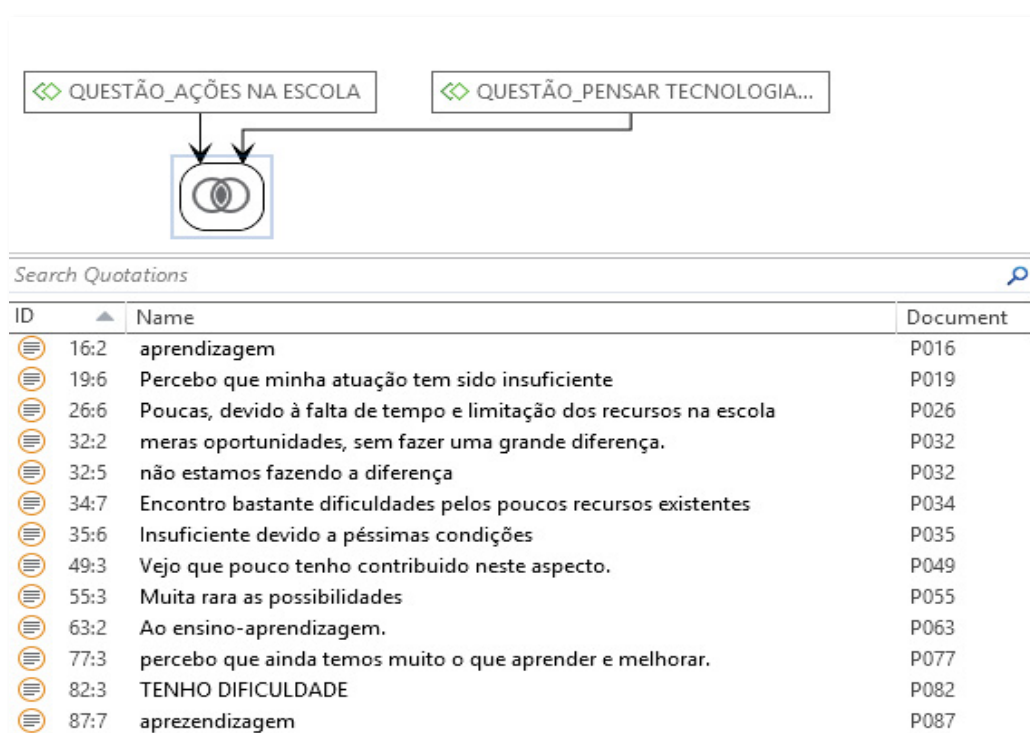 QUESTÃO_AÇÕES NA ESCOLA QUESTÃO_PENSAR TECNOLOGIA...
Search Quotations
ID Name Document
16:2 aprendizagem P016
19:6 Percebo que minha atuação tem sido insuficiente P019
26:6 Poucas, devido à falta de tempo e limitação dos recursos na escola P026
32:2 meras oportunidades, sem fazer uma grande diferença. P032
32:5 não estamos fazendo a diferença P032
34:7 Encontro bastante dificuldades pelos poucos recursos existentes P034
35:6 Insuficiente devido a péssimas condições P035
49:3 Vejo que pouco tenho contribuido neste aspecto. P049
55:3 Muita rara as possibilidades P055
63:2 Ao ensino-aprendizagem. P063
77:3 percebo que ainda temos muito o que aprender e melhorar. P077
82:3 TENHO DIFICULDADE P082
87:7 aprezendizagem P087